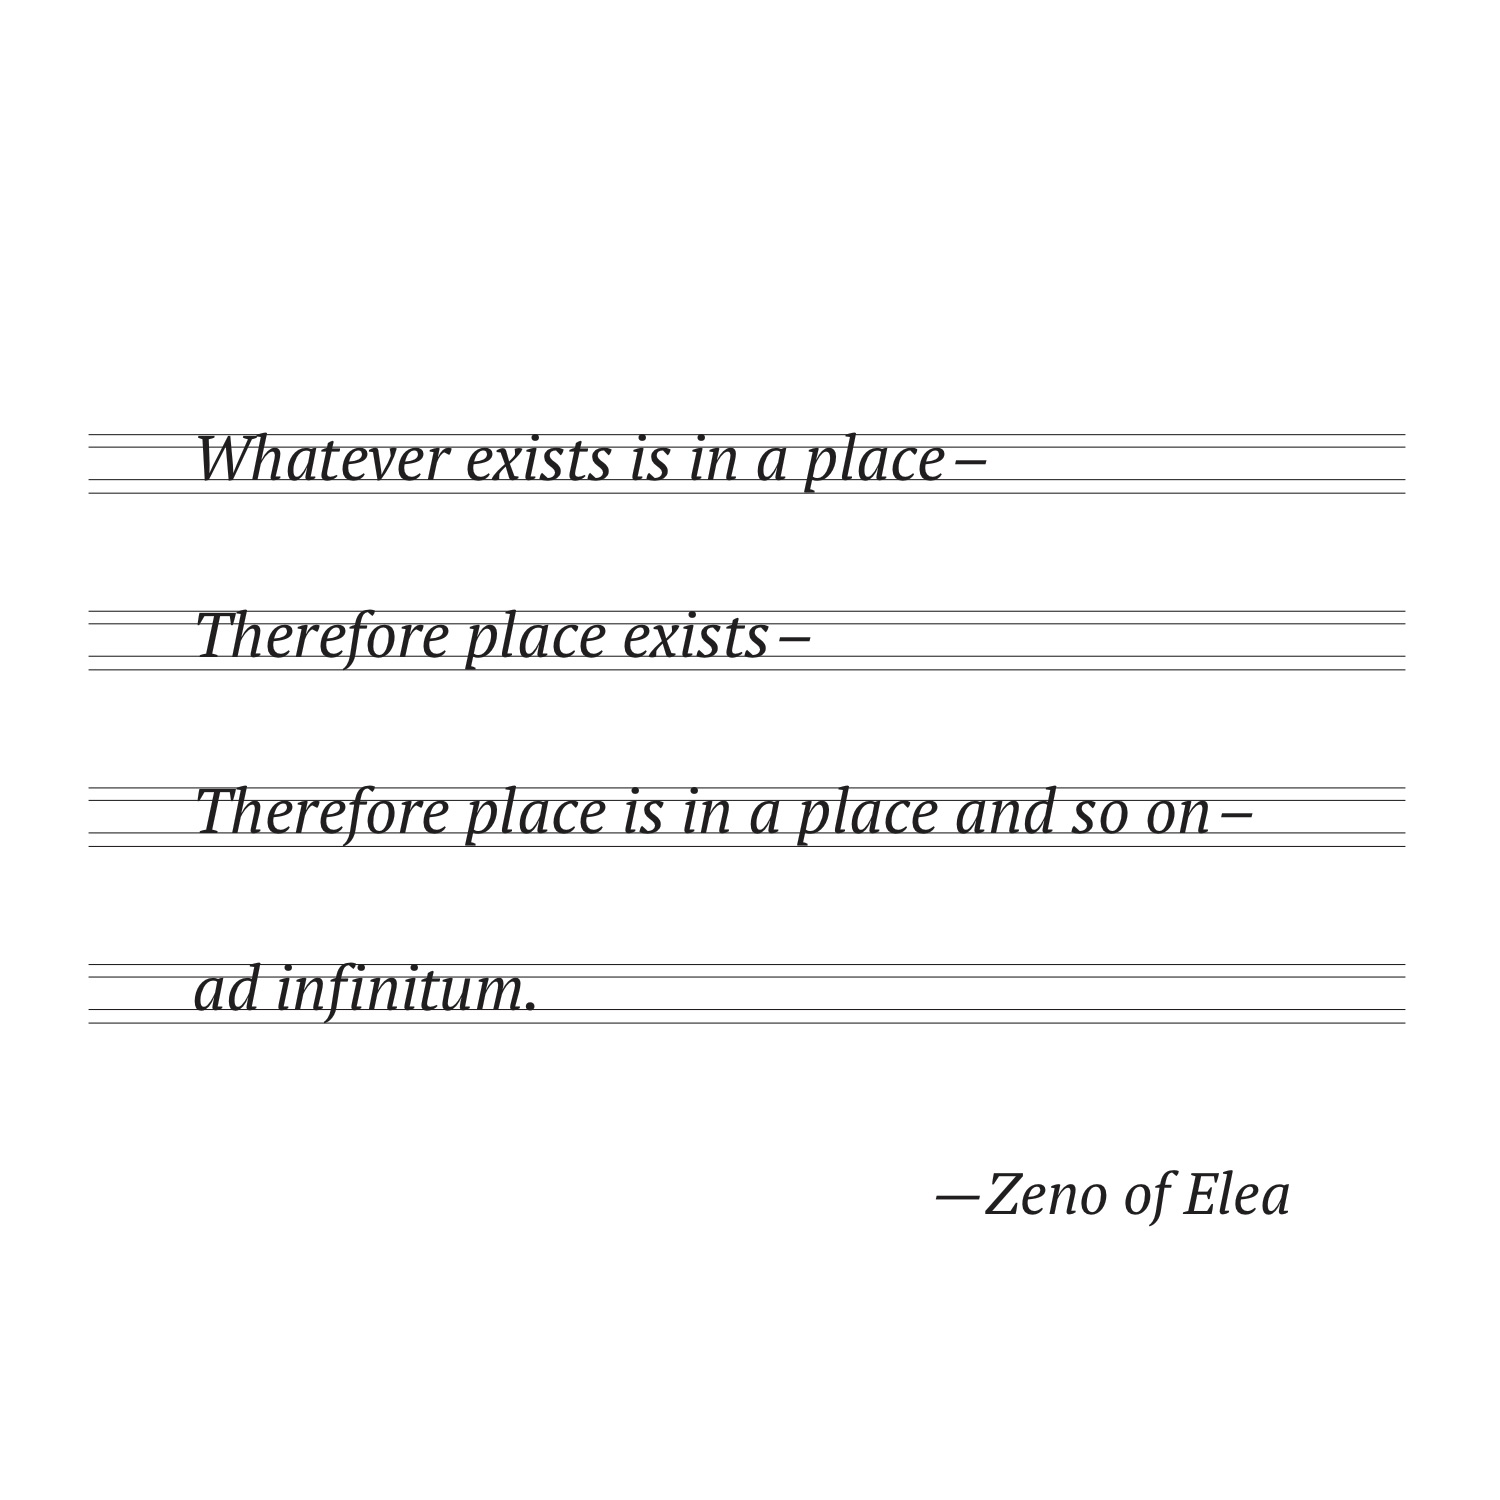 Whatever exists is in a place –
Therefore place exists –
Therefore place is in a place and so on –
ad infinitum.
—Zeno of Elea